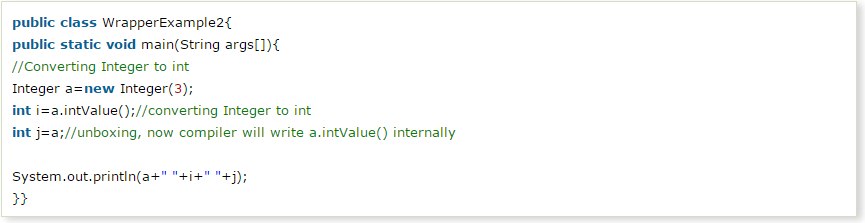 public class WrapperExample2{
public static void main(String args[]){
//Converting Integer to int
Integer a=new Integer(3);
int i=a.intValue();//converting Integer to int
int j=a;//unboxing, now compiler will write a.intValue() internally
System.out.println(a+" "+i+" "+j);
}}